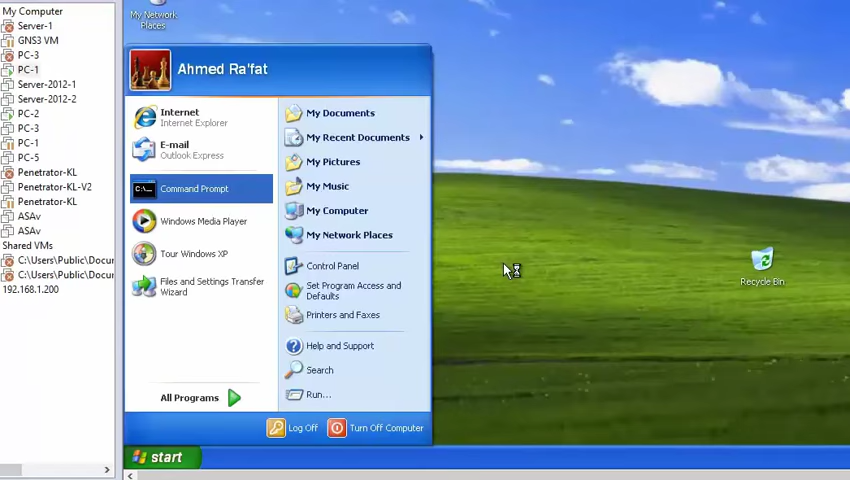 My Computer
Server-1
GNS3 VM
PC-3
PC-1
Server-2012-1
Server-2012-2
PC-2
PC-3
PC-1
PC-5
Penetrator-KL
Penetrator-KL-V2
Penetrator-KL
ASAv
ASAv
Shared VMs
C:\Users\Public\Docur
C:\Users\Public\Docur
192.168.1.200
My Network
Places
Ahmed Ra'fat
Internet
Internet Explorer
E-mail
Outlook Express
C:\...
Command Prompt
Windows Media Player
Tour Windows XP
Files and Settings Transfer
Wizard
All Programs
My Documents
My Recent Documents
My Pictures
My Music
My Computer
My Network Places
Control Panel
Set Program Access and
Defaults
Printers and Faxes
Help and Support
Search
Run...
Log Off
Turn Off Computer
start
Recycle Bin